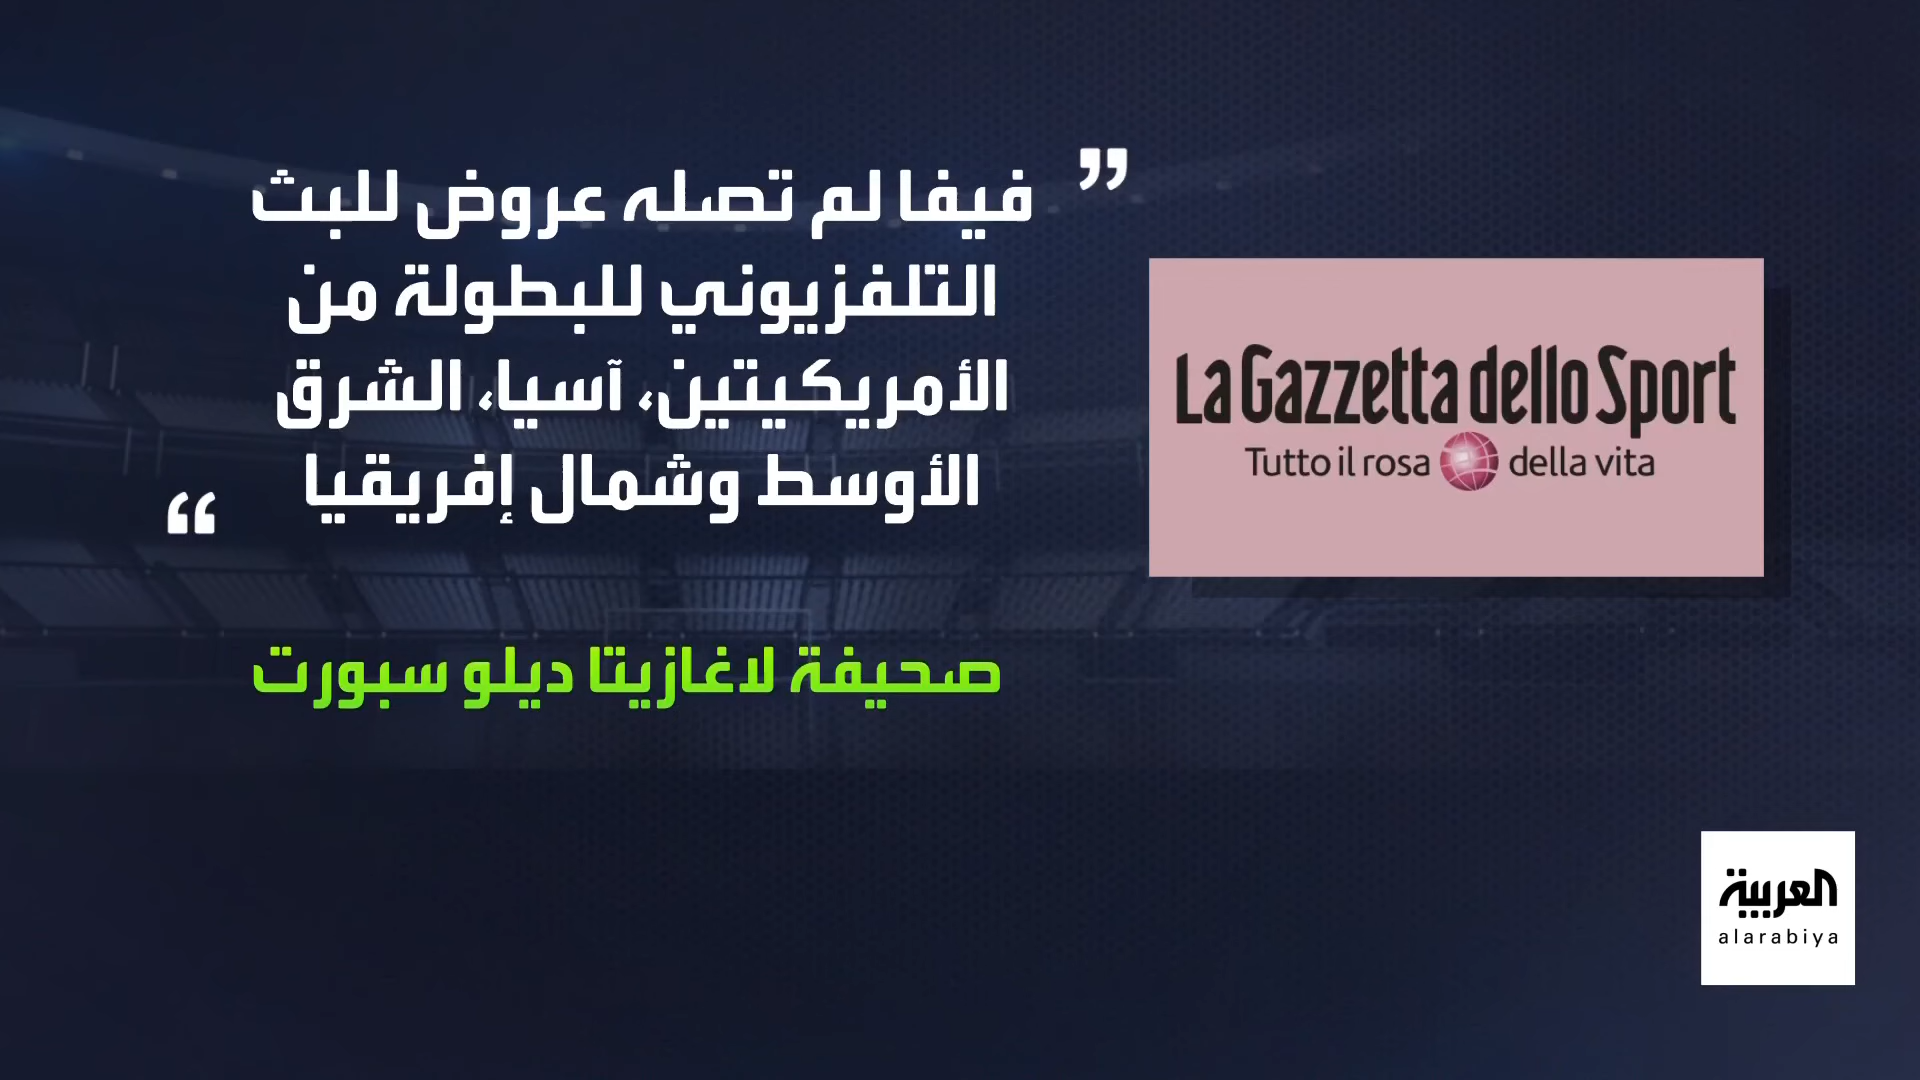 فيفا لم تصله عروض للبث
التلفزيوني للبطولة من
الأمريكيتين، آسيا، الشرق
الأوسط وشمال إفريقيا
صحيفة لاغازيتا ديلو سبورت
La Gazzetta dello Sport
Tutto il rosa della vita
العربية
alarabiya